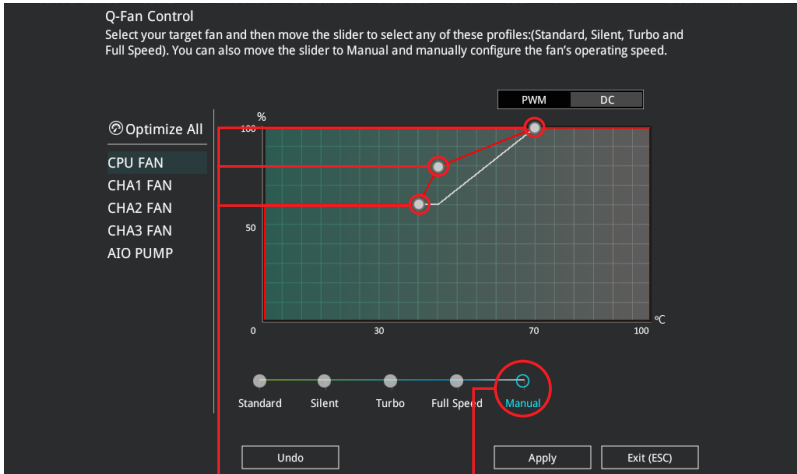 Q-Fan Control
Select your target fan and then move the slider to select any of these profiles:(Standard, Silent, Turbo and
Full Speed). You can also move the slider to Manual and manually configure the fan's operating speed.
PWM
DC
Optimize All
CPU FAN
CHA1 FAN
CHA2 FAN
CHA3 FAN
AIO PUMP
%
100
50
0
30
70
100
ºC
Standard
Silent
Turbo
Full Speed
Manual
Undo
Apply
Exit (ESC)